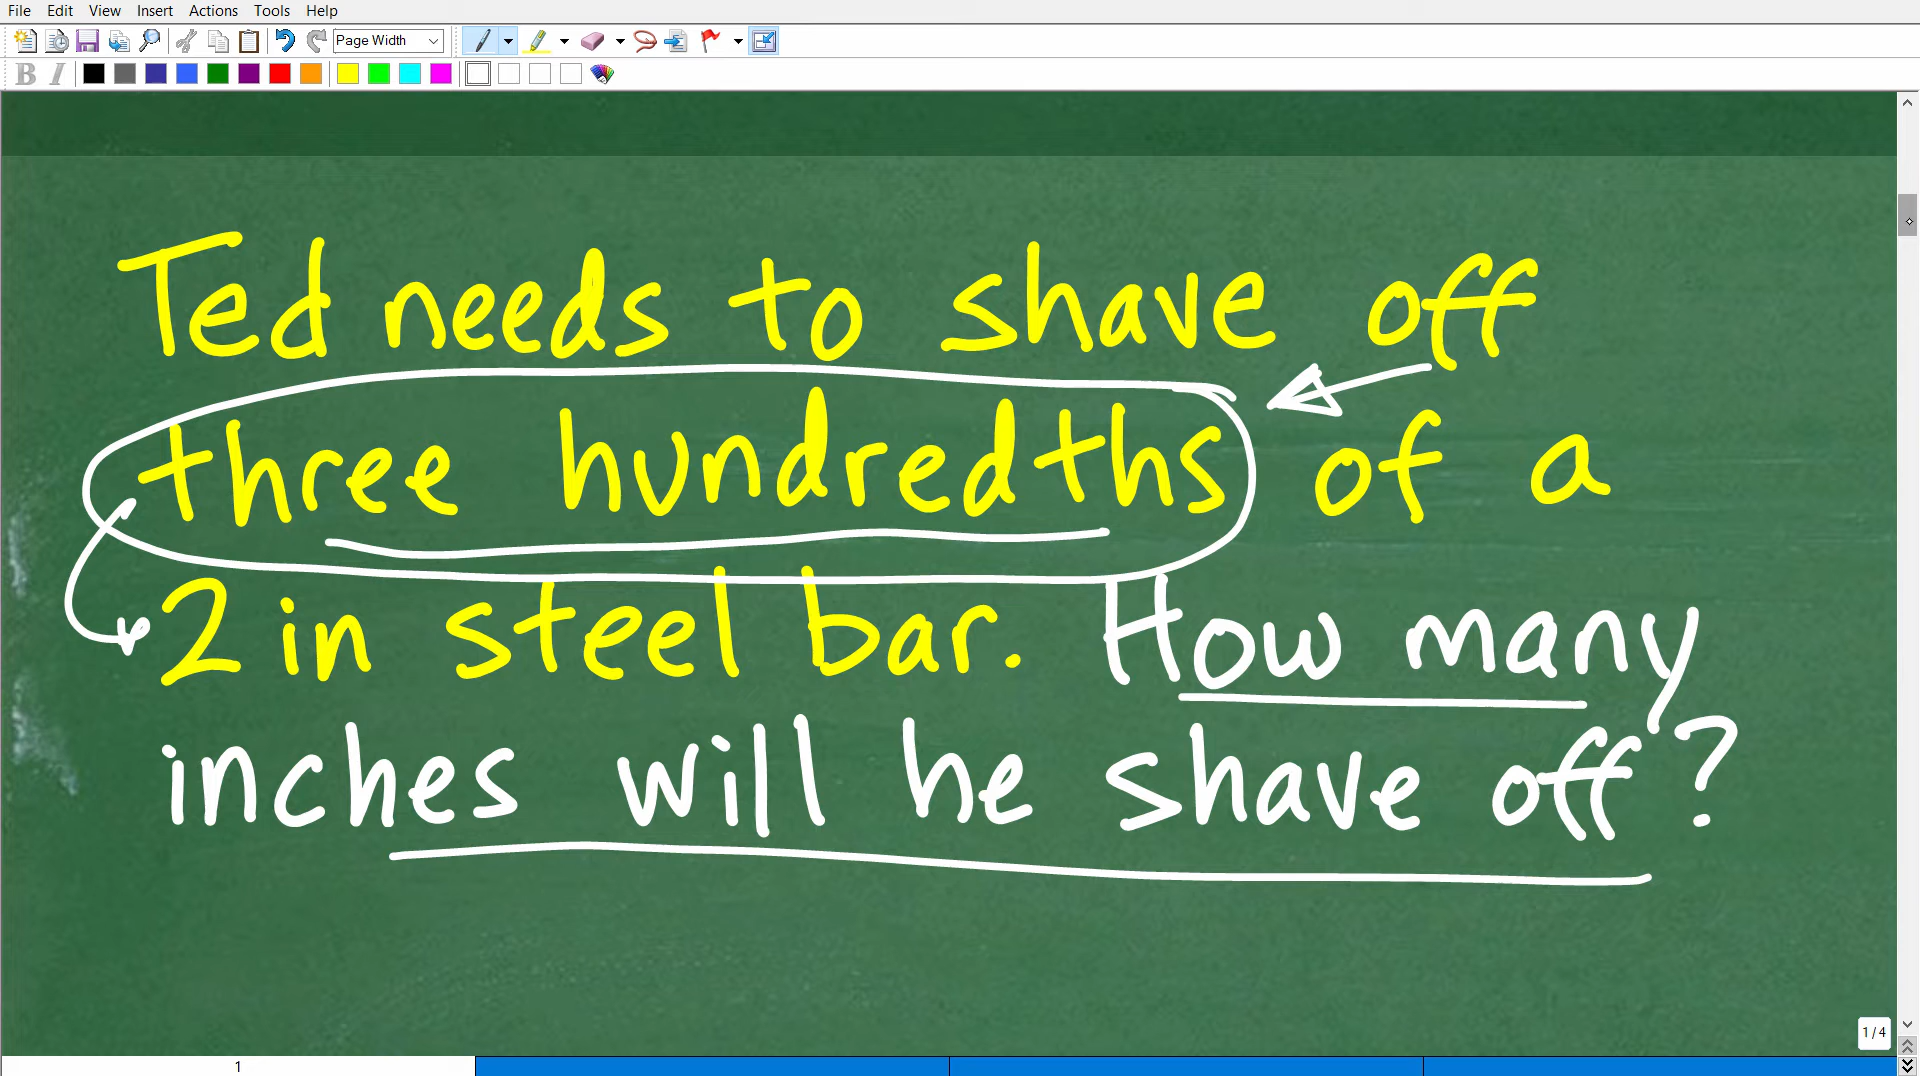 File Edit View Insert Actions Tools Help
Page Width
B I
Ted needs to shave off
three hundredths of a
2 in steel bar. How many
inches will he shave off?
1 / 4
1